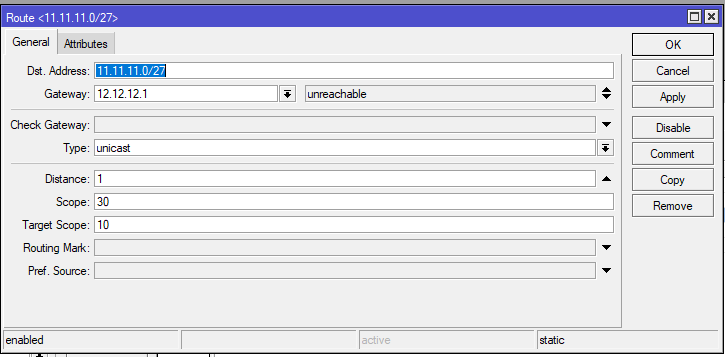 Route <11.11.11.0/27>
General Attributes
OK
Dst. Address: 11.11.11.0/27
Cancel
Gateway: 12.12.12.1 unreachable
Apply
Check Gateway:
Disable
Type: unicast
Comment
Distance: 1
Copy
Scope: 30
Remove
Target Scope: 10
Routing Mark:
Pref. Source:
enabled active static